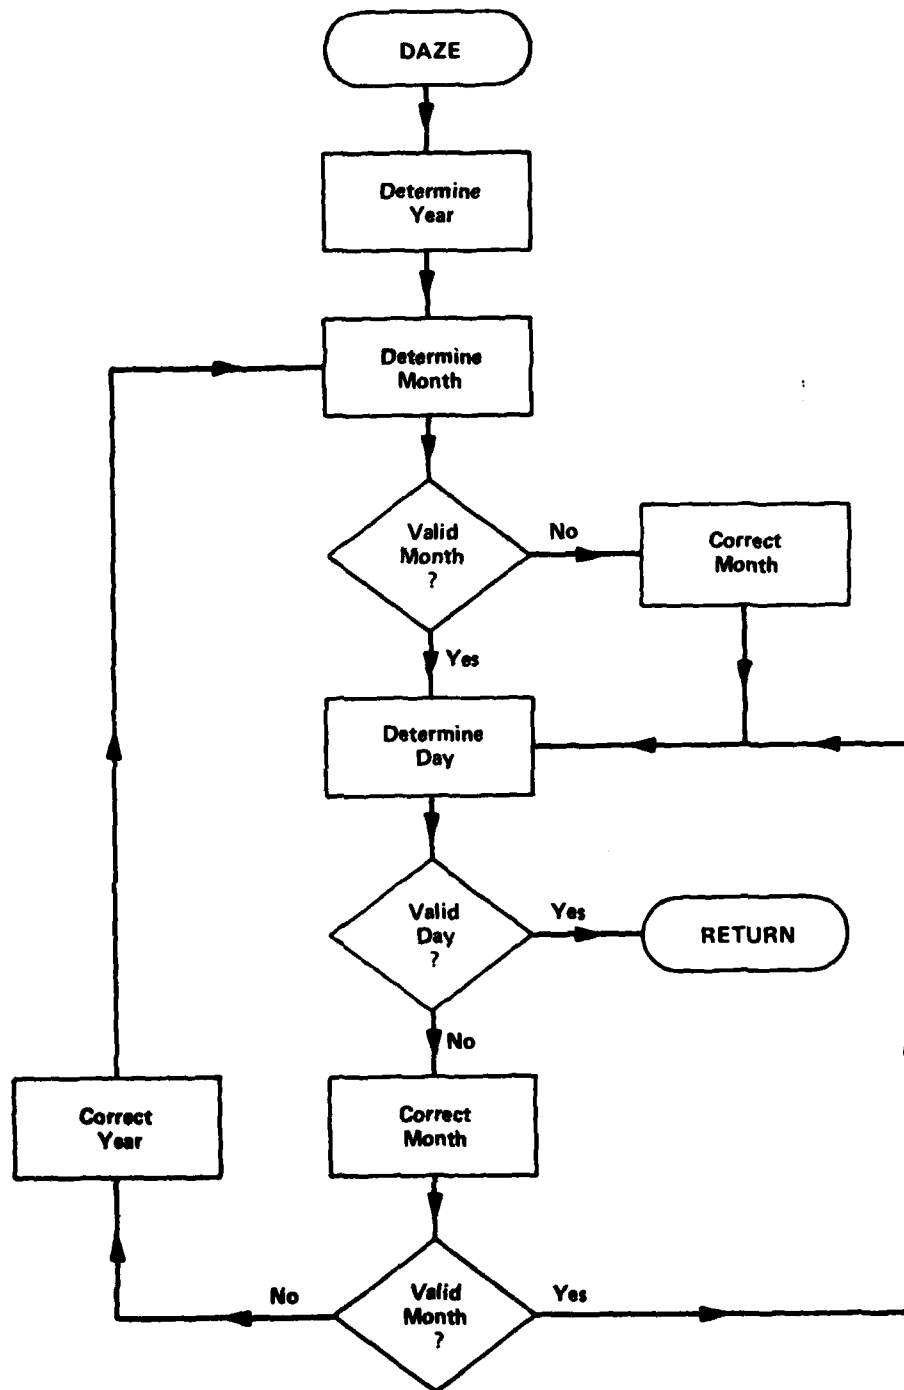 DAZE
Determine
Year
Determine
Month
Valid
Month
?
No
Correct
Month
Yes
Determine
Day
Valid
Day
?
Yes
RETURN
No
Correct
Month
Correct
Year
Valid
Month
?
No
Yes